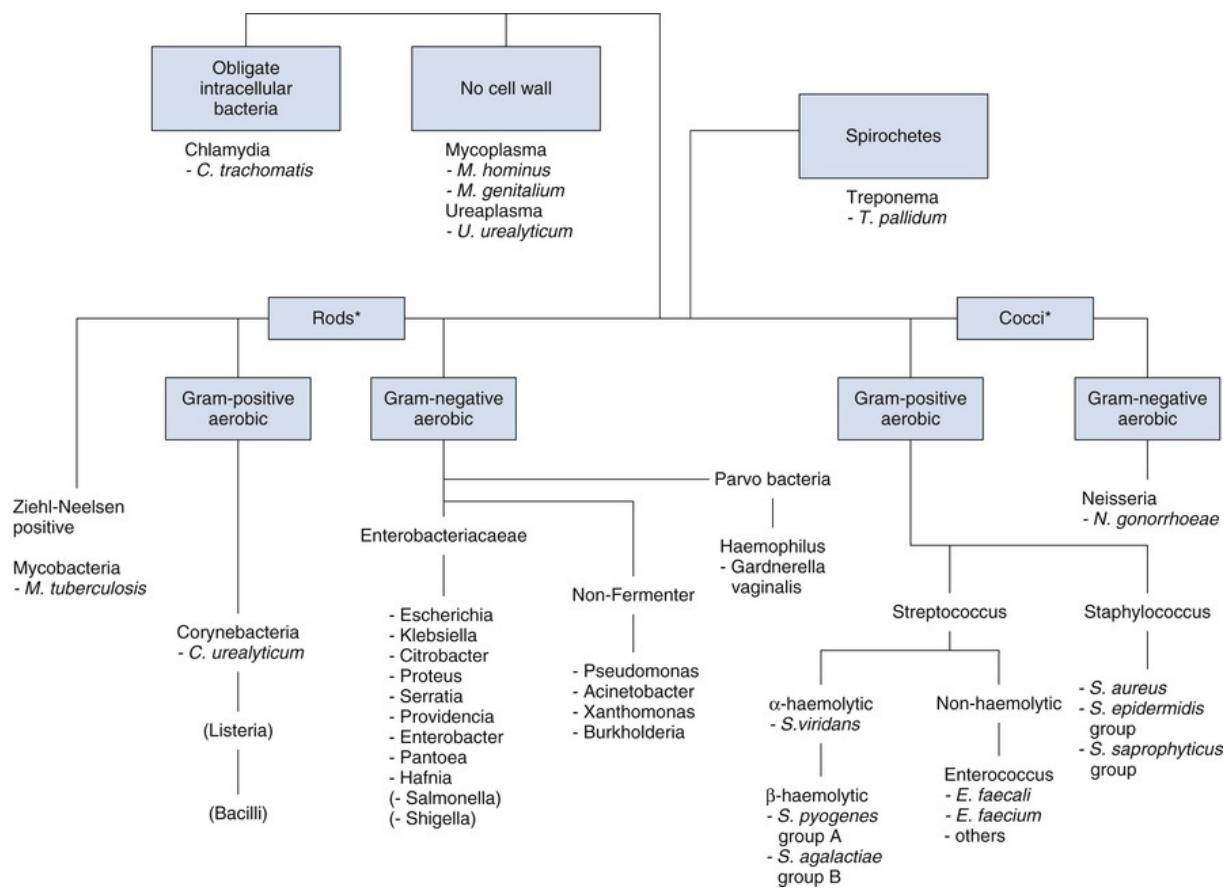 Obligate
intracellular
bacteria
No cell wall
Spirochetes
Chlamydia
- C. trachomatis
Mycoplasma
- M. hominus
- M. genitalium
Ureaplasma
- U. urealyticum
Treponema
- T. pallidum
Rods*
Cocci*
Gram-positive
aerobic
Gram-negative
aerobic
Gram-positive
aerobic
Gram-negative
aerobic
Ziehl-Neelsen
positive
Mycobacteria
- M. tuberculosis
Corynebacteria
- C. urealyticum
(Listeria)
(Bacilli)
Enterobacteriacaeae
- Escherichia
- Klebsiella
- Citrobacter
- Proteus
- Serratia
- Providencia
- Enterobacter
- Pantoea
- Hafnia
(- Salmonella)
(- Shigella)
Non-Fermenter
- Pseudomonas
- Acinetobacter
- Xanthomonas
- Burkholderia
Parvo bacteria
Haemophilus
- Gardnerella
vaginalis
Streptococcus
α-haemolytic
- S.viridans
β-haemolytic
- S. pyogenes
group A
- S. agalactiae
group B
Non-haemolytic
Enterococcus
- E. faecali
- E. faecium
- others
Neisseria
- N. gonorrhoeae
Staphylococcus
- S. aureus
- S. epidermidis
group
- S. saprophyticus
group